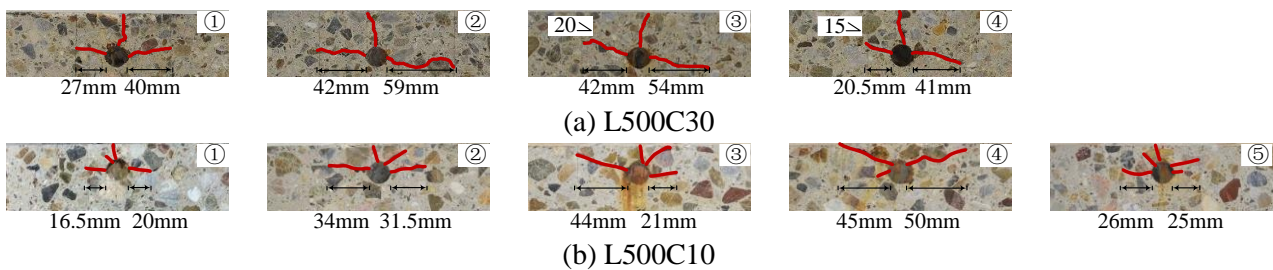 ① ② ③ ④
20 15
27mm 40mm 42mm 59mm 42mm 54mm 20.5mm 41mm
(a) L500C30
① ② ③ ④ ⑤
16.5mm 20mm 34mm 31.5mm 44mm 21mm 45mm 50mm 26mm 25mm
(b) L500C10